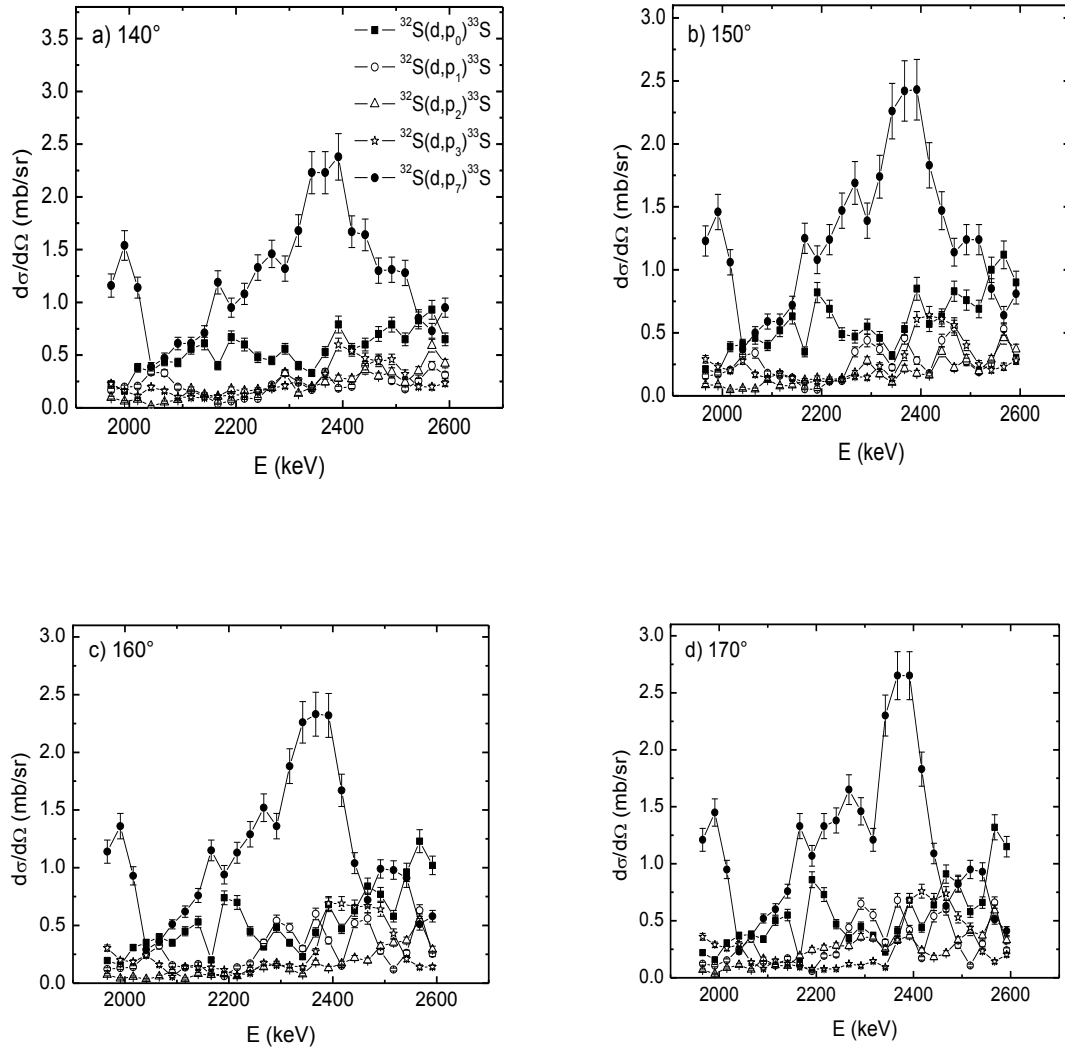 a) 140°
³²S(d,p₀)³³S
³²S(d,p₁)³³S
³²S(d,p₂)³³S
³²S(d,p₃)³³S
³²S(d,p₇)³³S
3.5
3.0
2.5
2.0
1.5
1.0
0.5
0.0
dσ/dΩ (mb/sr)
2000 2200 2400 2600
E (keV)
b) 150°
3.0
2.5
2.0
1.5
1.0
0.5
0.0
dσ/dΩ (mb/sr)
2000 2200 2400 2600
E (keV)
c) 160°
3.0
2.5
2.0
1.5
1.0
0.5
0.0
dσ/dΩ (mb/sr)
2000 2200 2400 2600
E (keV)
d) 170°
3.0
2.5
2.0
1.5
1.0
0.5
0.0
dσ/dΩ (mb/sr)
2000 2200 2400 2600
E (keV)